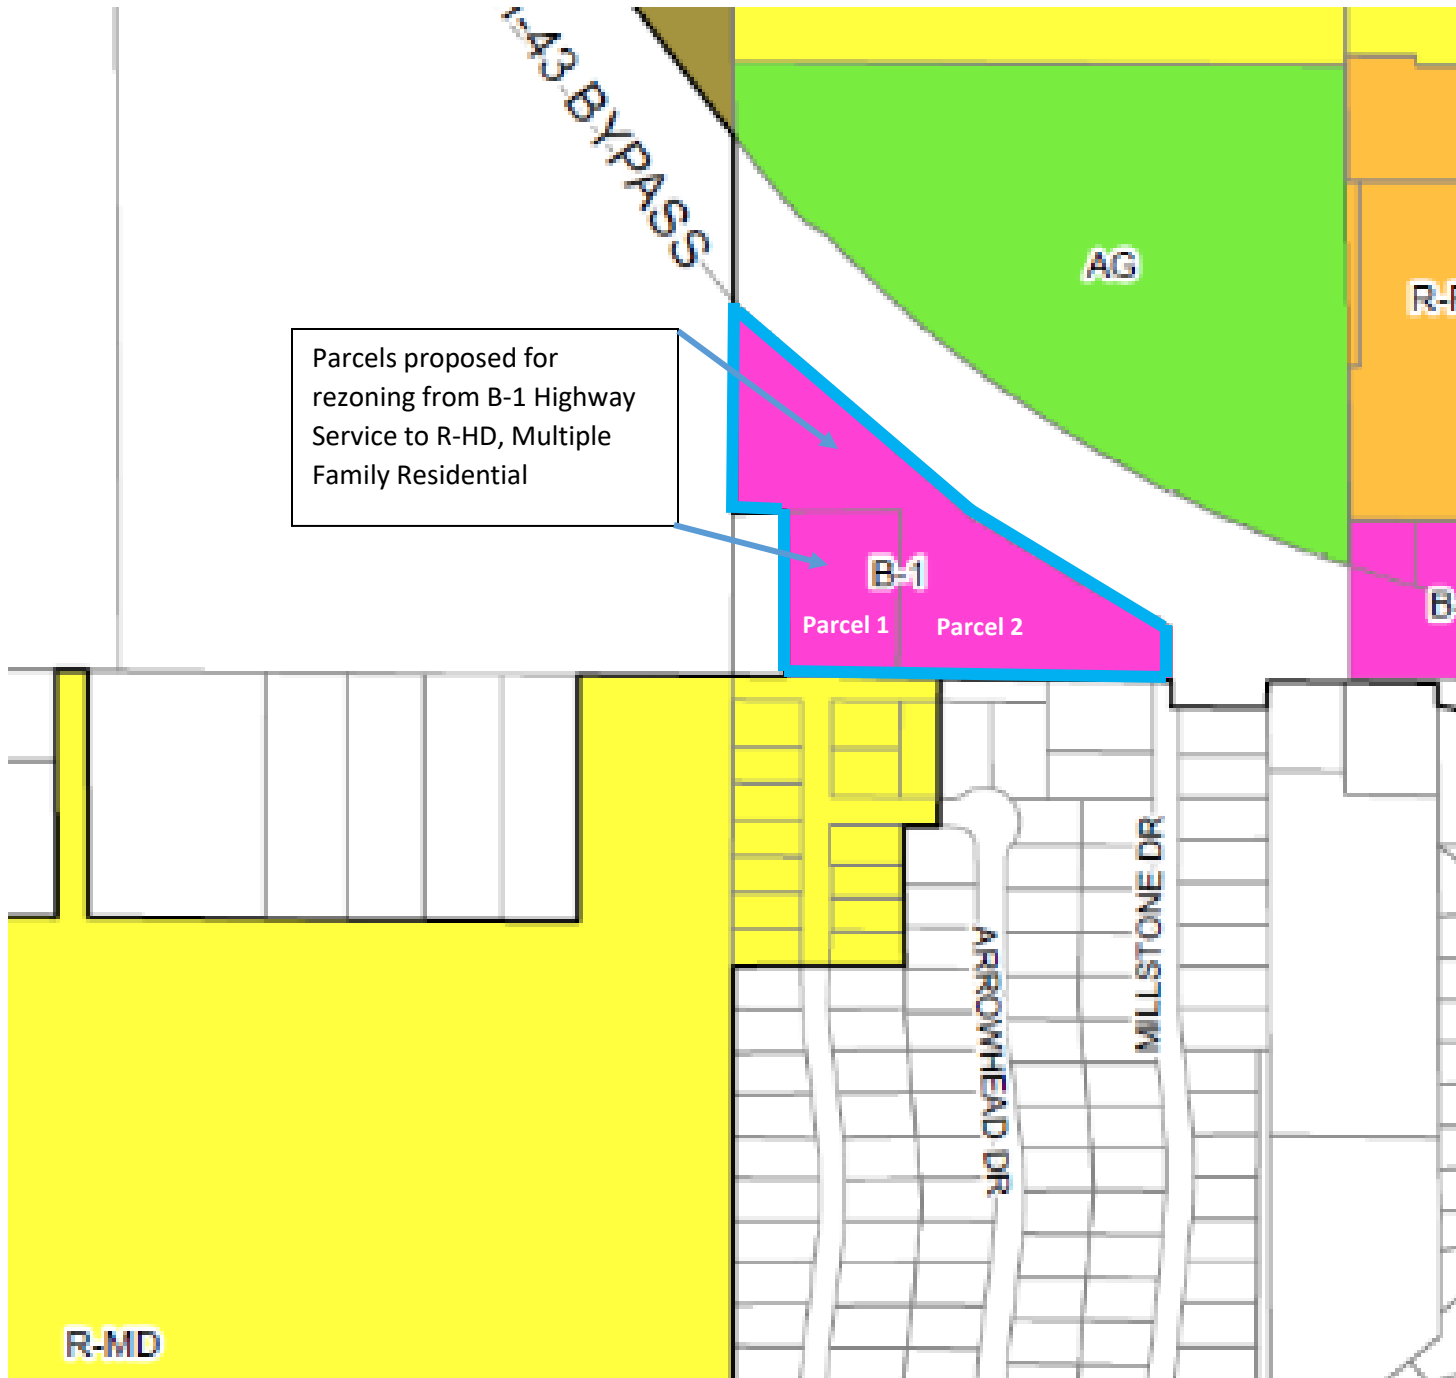 -43 BYPASS
AG
R-
Parcels proposed for
rezoning from B-1 Highway
Service to R-HD, Multiple
Family Residential
B-1
B-
Parcel 1
Parcel 2
MILLSTONE DR
ARROWHEAD DR
R-MD